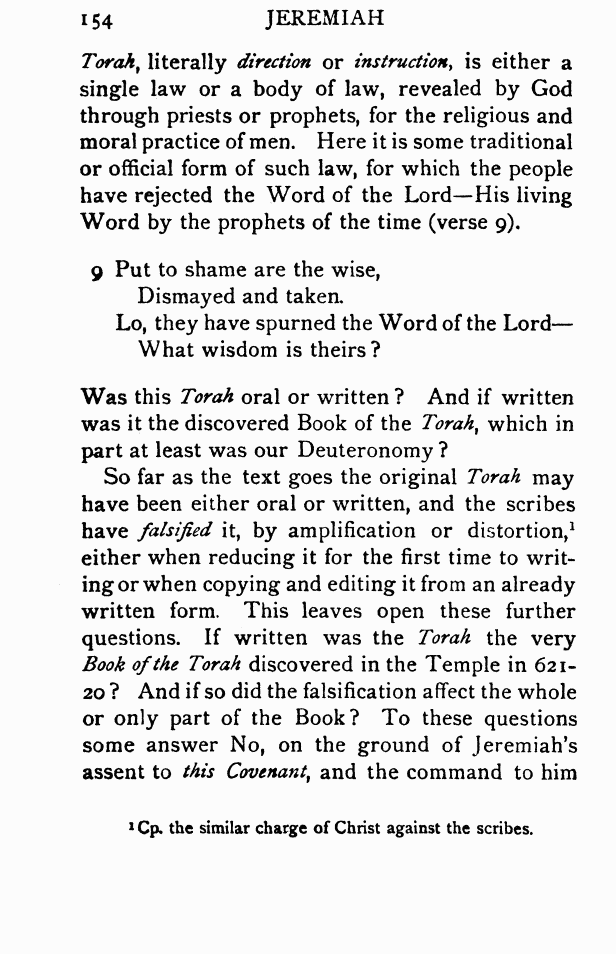 154 JEREMIAH
Torah, literally direction or instruction, is either a
single law or a body of law, revealed by God
through priests or prophets, for the religious and
moral practice of men. Here it is some traditional
or official form of such law, for which the people
have rejected the Word of the Lord—His living
Word by the prophets of the time (verse 9).
9 Put to shame are the wise,
Dismayed and taken.
Lo, they have spurned the Word of the Lord—
What wisdom is theirs?
Was this Torah oral or written? And if written
was it the discovered Book of the Torah, which in
part at least was our Deuteronomy?
So far as the text goes the original Torah may
have been either oral or written, and the scribes
have falsified it, by amplification or distortion,¹
either when reducing it for the first time to writ-
ing or when copying and editing it from an already
written form. This leaves open these further
questions. If written was the Torah the very
Book of the Torah discovered in the Temple in 621-
20? And if so did the falsification affect the whole
or only part of the Book? To these questions
some answer No, on the ground of Jeremiah's
assent to this Covenant, and the command to him
¹ Cp. the similar charge of Christ against the scribes.